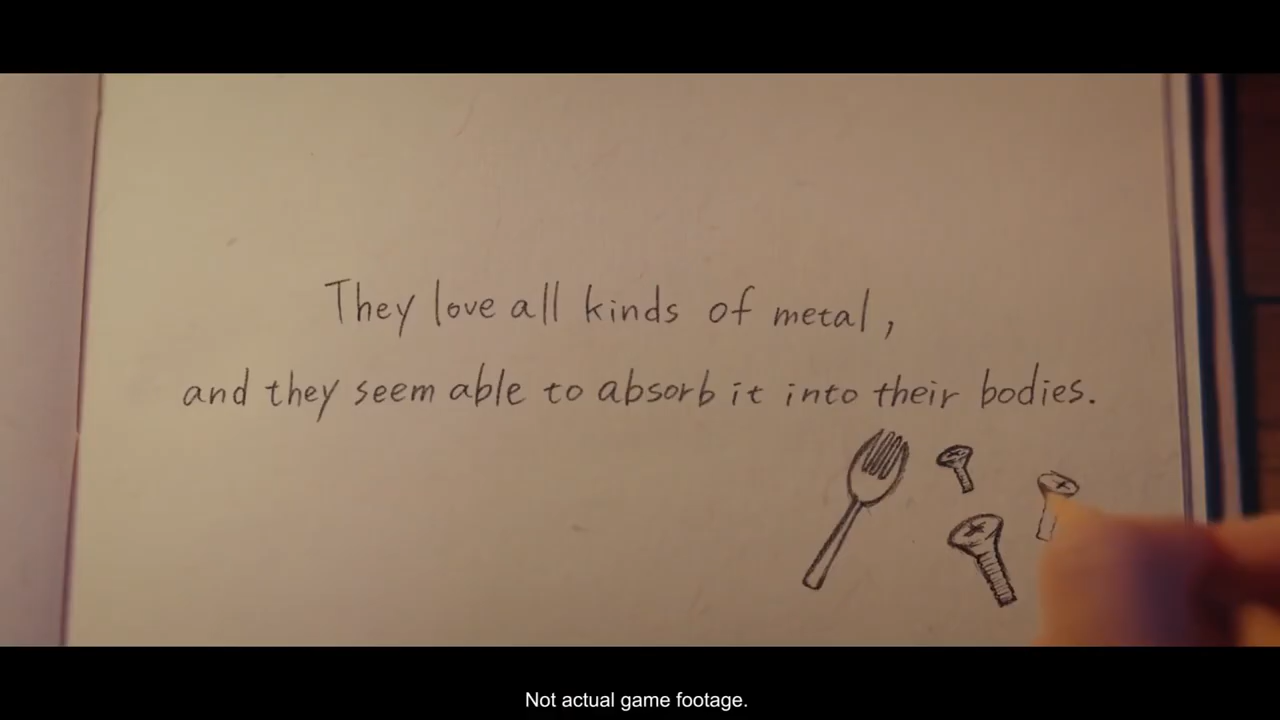 They love all kinds of metal,
and they seem able to absorb it into their bodies.
Not actual game footage.